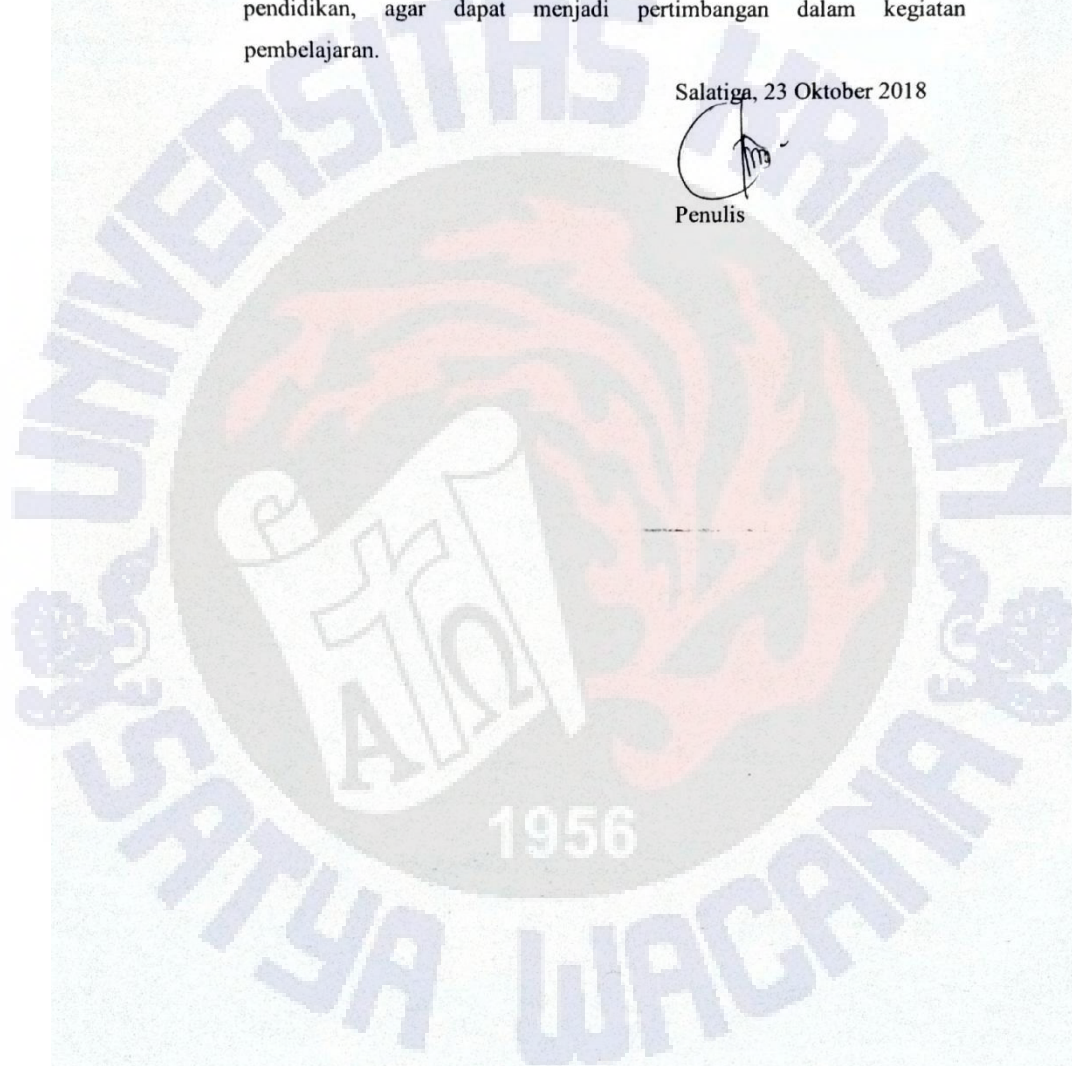 pendidikan, agar dapat menjadi pertimbangan dalam kegiatan
pembelajaran.
Salatiga, 23 Oktober 2018
Penulis
UNIVERSITAS KRISTEN
Α Ω
1956
SATYA WACANA